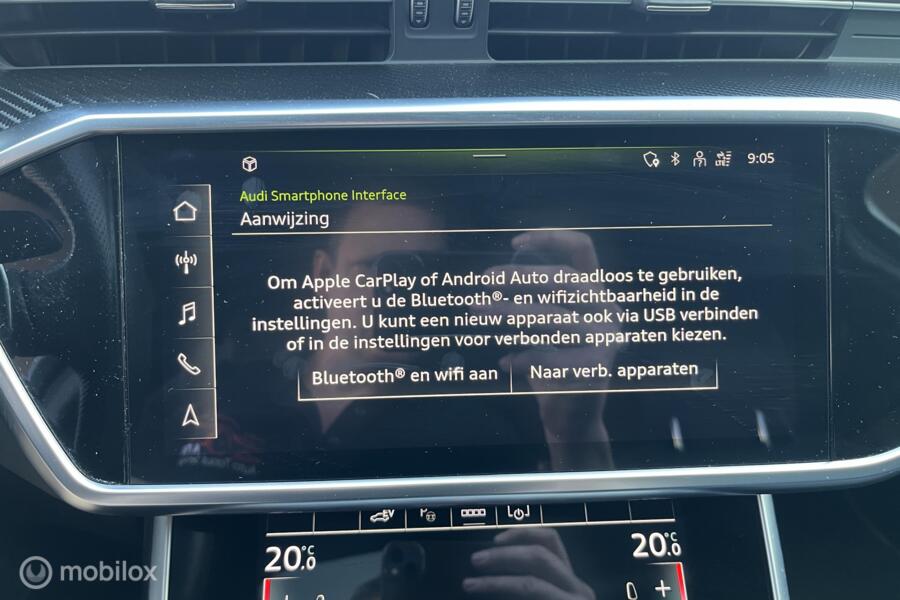 9:05
Audi Smartphone Interface
Aanwijzing
Om Apple CarPlay of Android Auto draadloos te gebruiken,
activeert u de Bluetooth®- en wifizichtbaarheid in de
instellingen. U kunt een nieuw apparaat ook via USB verbinden
of in de instellingen voor verbonden apparaten kiezen.
Bluetooth® en wifi aan
Naar verb. apparaten
EV
20.0°C
20.0°C
mobilox